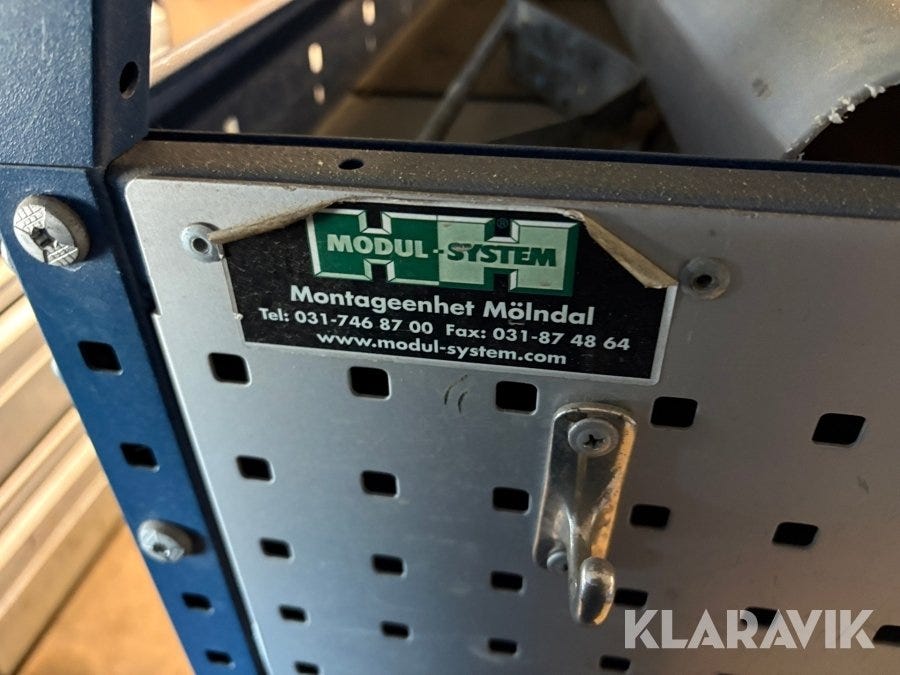 MODUL-SYSTEM ®
Montageenhet Mölndal
Tel: 031-746 87 00 Fax: 031-87 48 64
www.modul-system.com
KLARAVIK